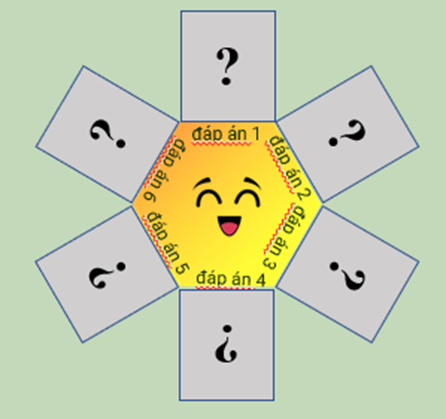 ?
đáp án 1
?
đáp án 2
?
đáp án 3
?
đáp án 4
?
đáp án 5
?
đáp án 6